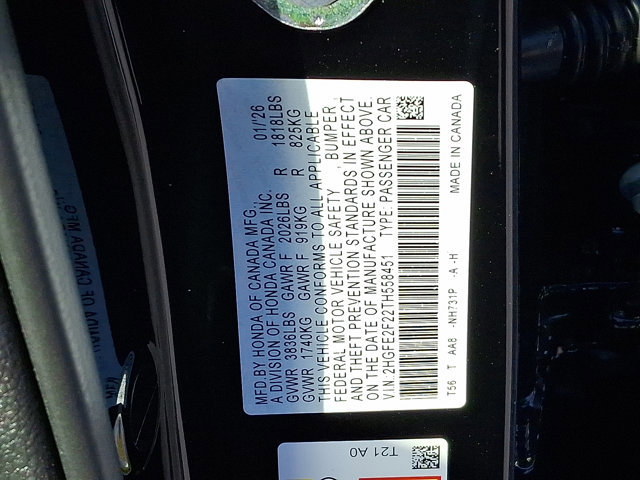 MFD.BY HONDA OF CANADA MFG., 01/'26
A DIVISION OF HONDA CANADA INC.
GVWR 3836LBS GAWR F 2026LBS R 1818LBS
GVWR 1740KG GAWR F 919KG R 825KG
THIS VEHICLE CONFORMS TO ALL APPLICABLE
FEDERAL MOTOR VEHICLE SAFETY , BUMPER ,
AND THEFT PREVENTION STANDARDS IN EFFECT
ON THE DATE OF MANUFACTURE SHOWN ABOVE.
V.I.N. 2HGFE2F22TH558451 TYPE: PASSENGER CAR
T56 T AA8 -NH731P -A -H MADE IN CANADA
T21 A0